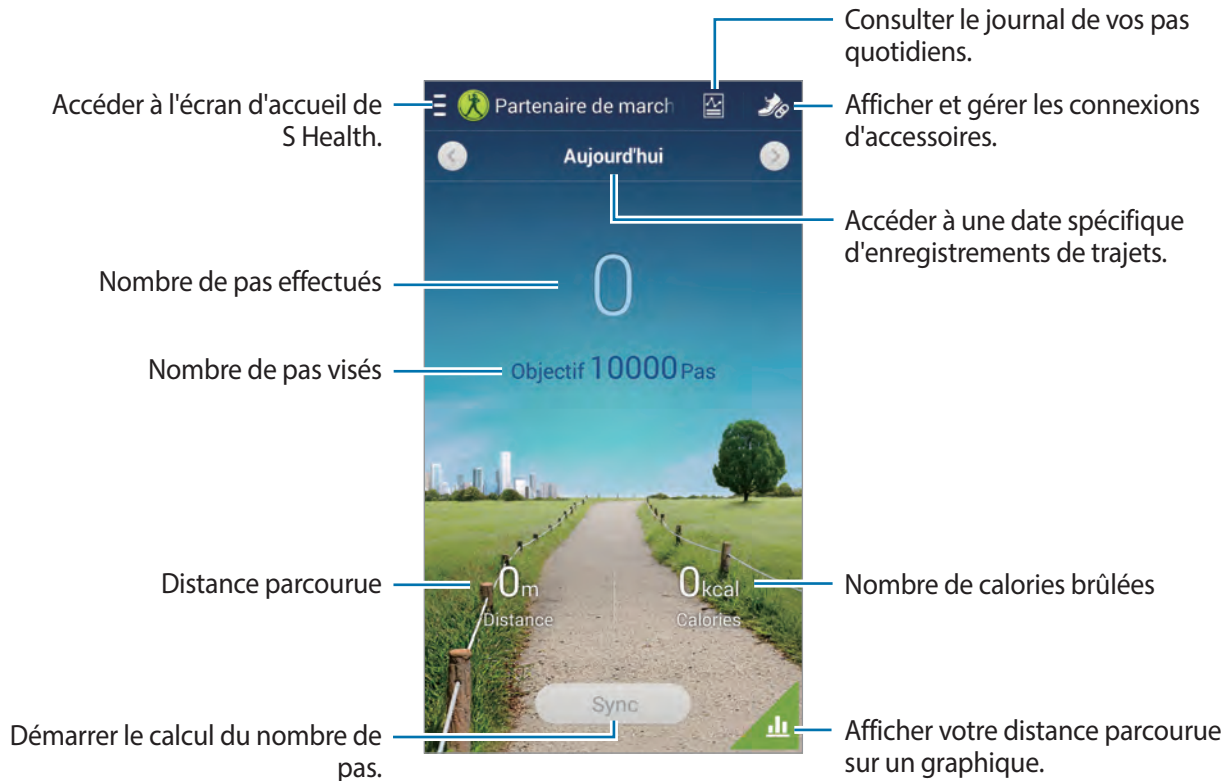 Consulter le journal de vos pas
quotidiens.
Accéder à l'écran d'accueil de
S Health.
Partenaire de march
Afficher et gérer les connexions
d'accessoires.
Aujourd'hui
Accéder à une date spécifique
d'enregistrements de trajets.
Nombre de pas effectués
0
Nombre de pas visés
Objectif 10000 Pas
Distance parcourue
0m
Distance
0kcal
Calories
Nombre de calories brûlées
Démarrer le calcul du nombre de
pas.
Sync
Afficher votre distance parcourue
sur un graphique.